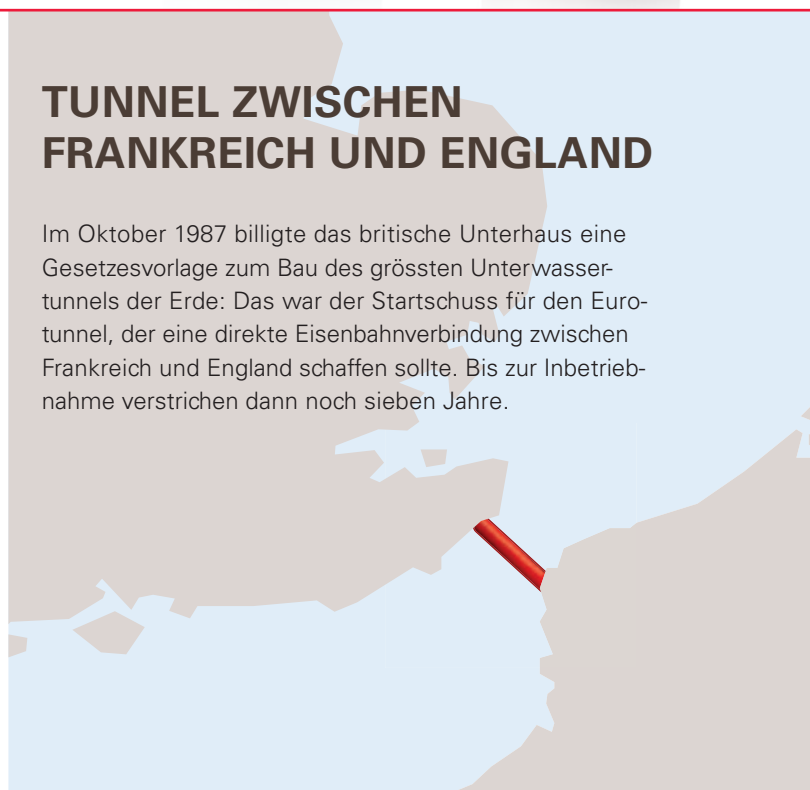 TUNNEL ZWISCHEN
FRANKREICH UND ENGLAND
Im Oktober 1987 billigte das britische Unterhaus eine
Gesetzesvorlage zum Bau des grössten Unterwasser-
tunnels der Erde: Das war der Startschuss für den Euro-
tunnel, der eine direkte Eisenbahnverbindung zwischen
Frankreich und England schaffen sollte. Bis zur Inbetrieb-
nahme verstrichen dann noch sieben Jahre.